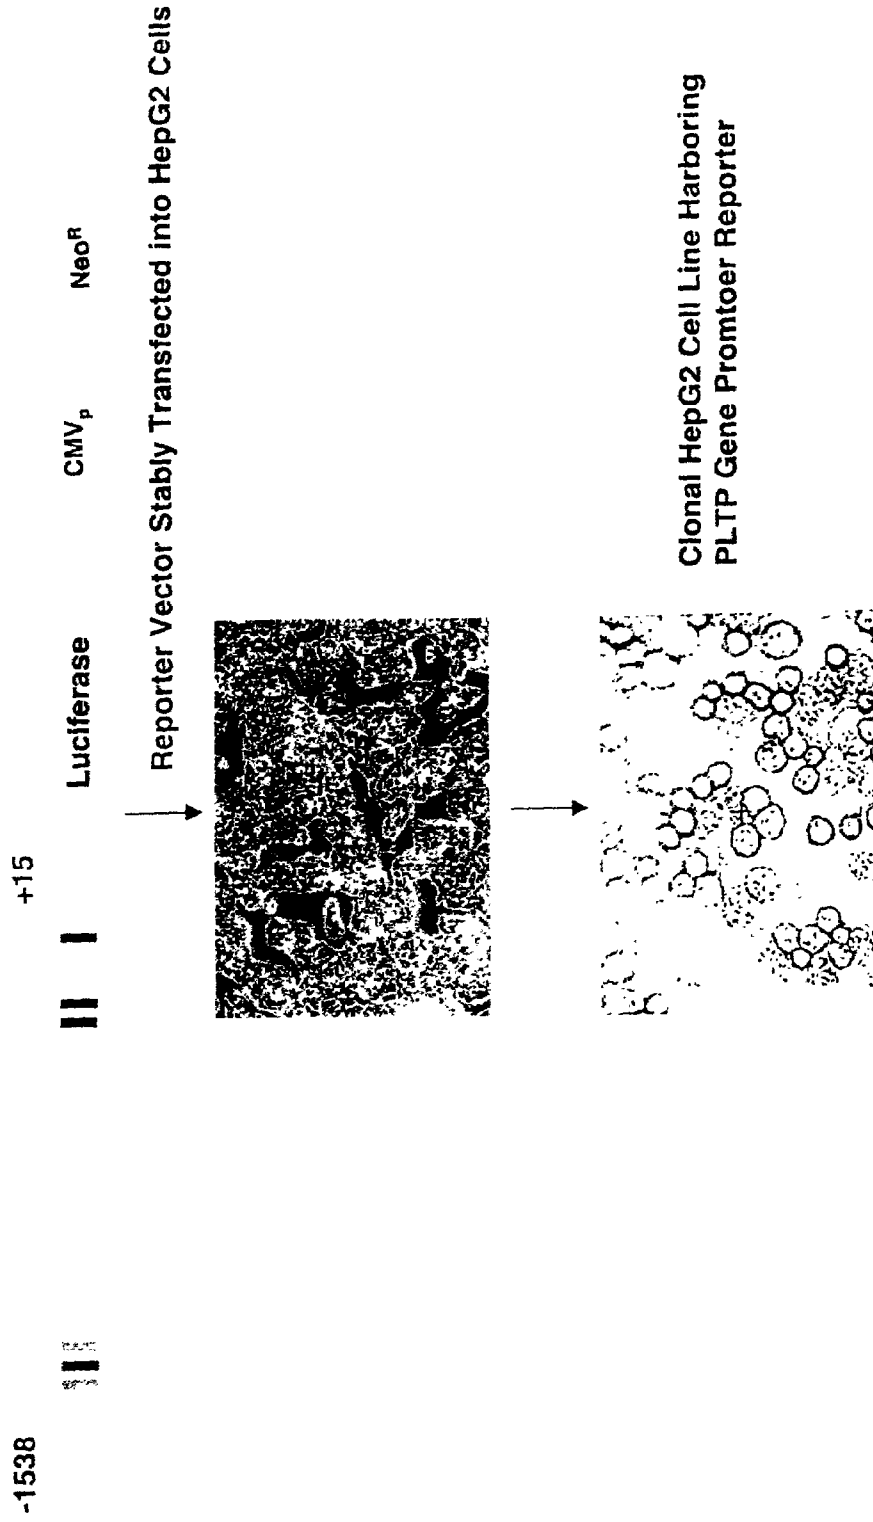 -1538
+15
Luciferase
CMVp
NeoR
Reporter Vector Stably Transfected into HepG2 Cells
Clonal HepG2 Cell Line Harboring
PLTP Gene Promtoer Reporter